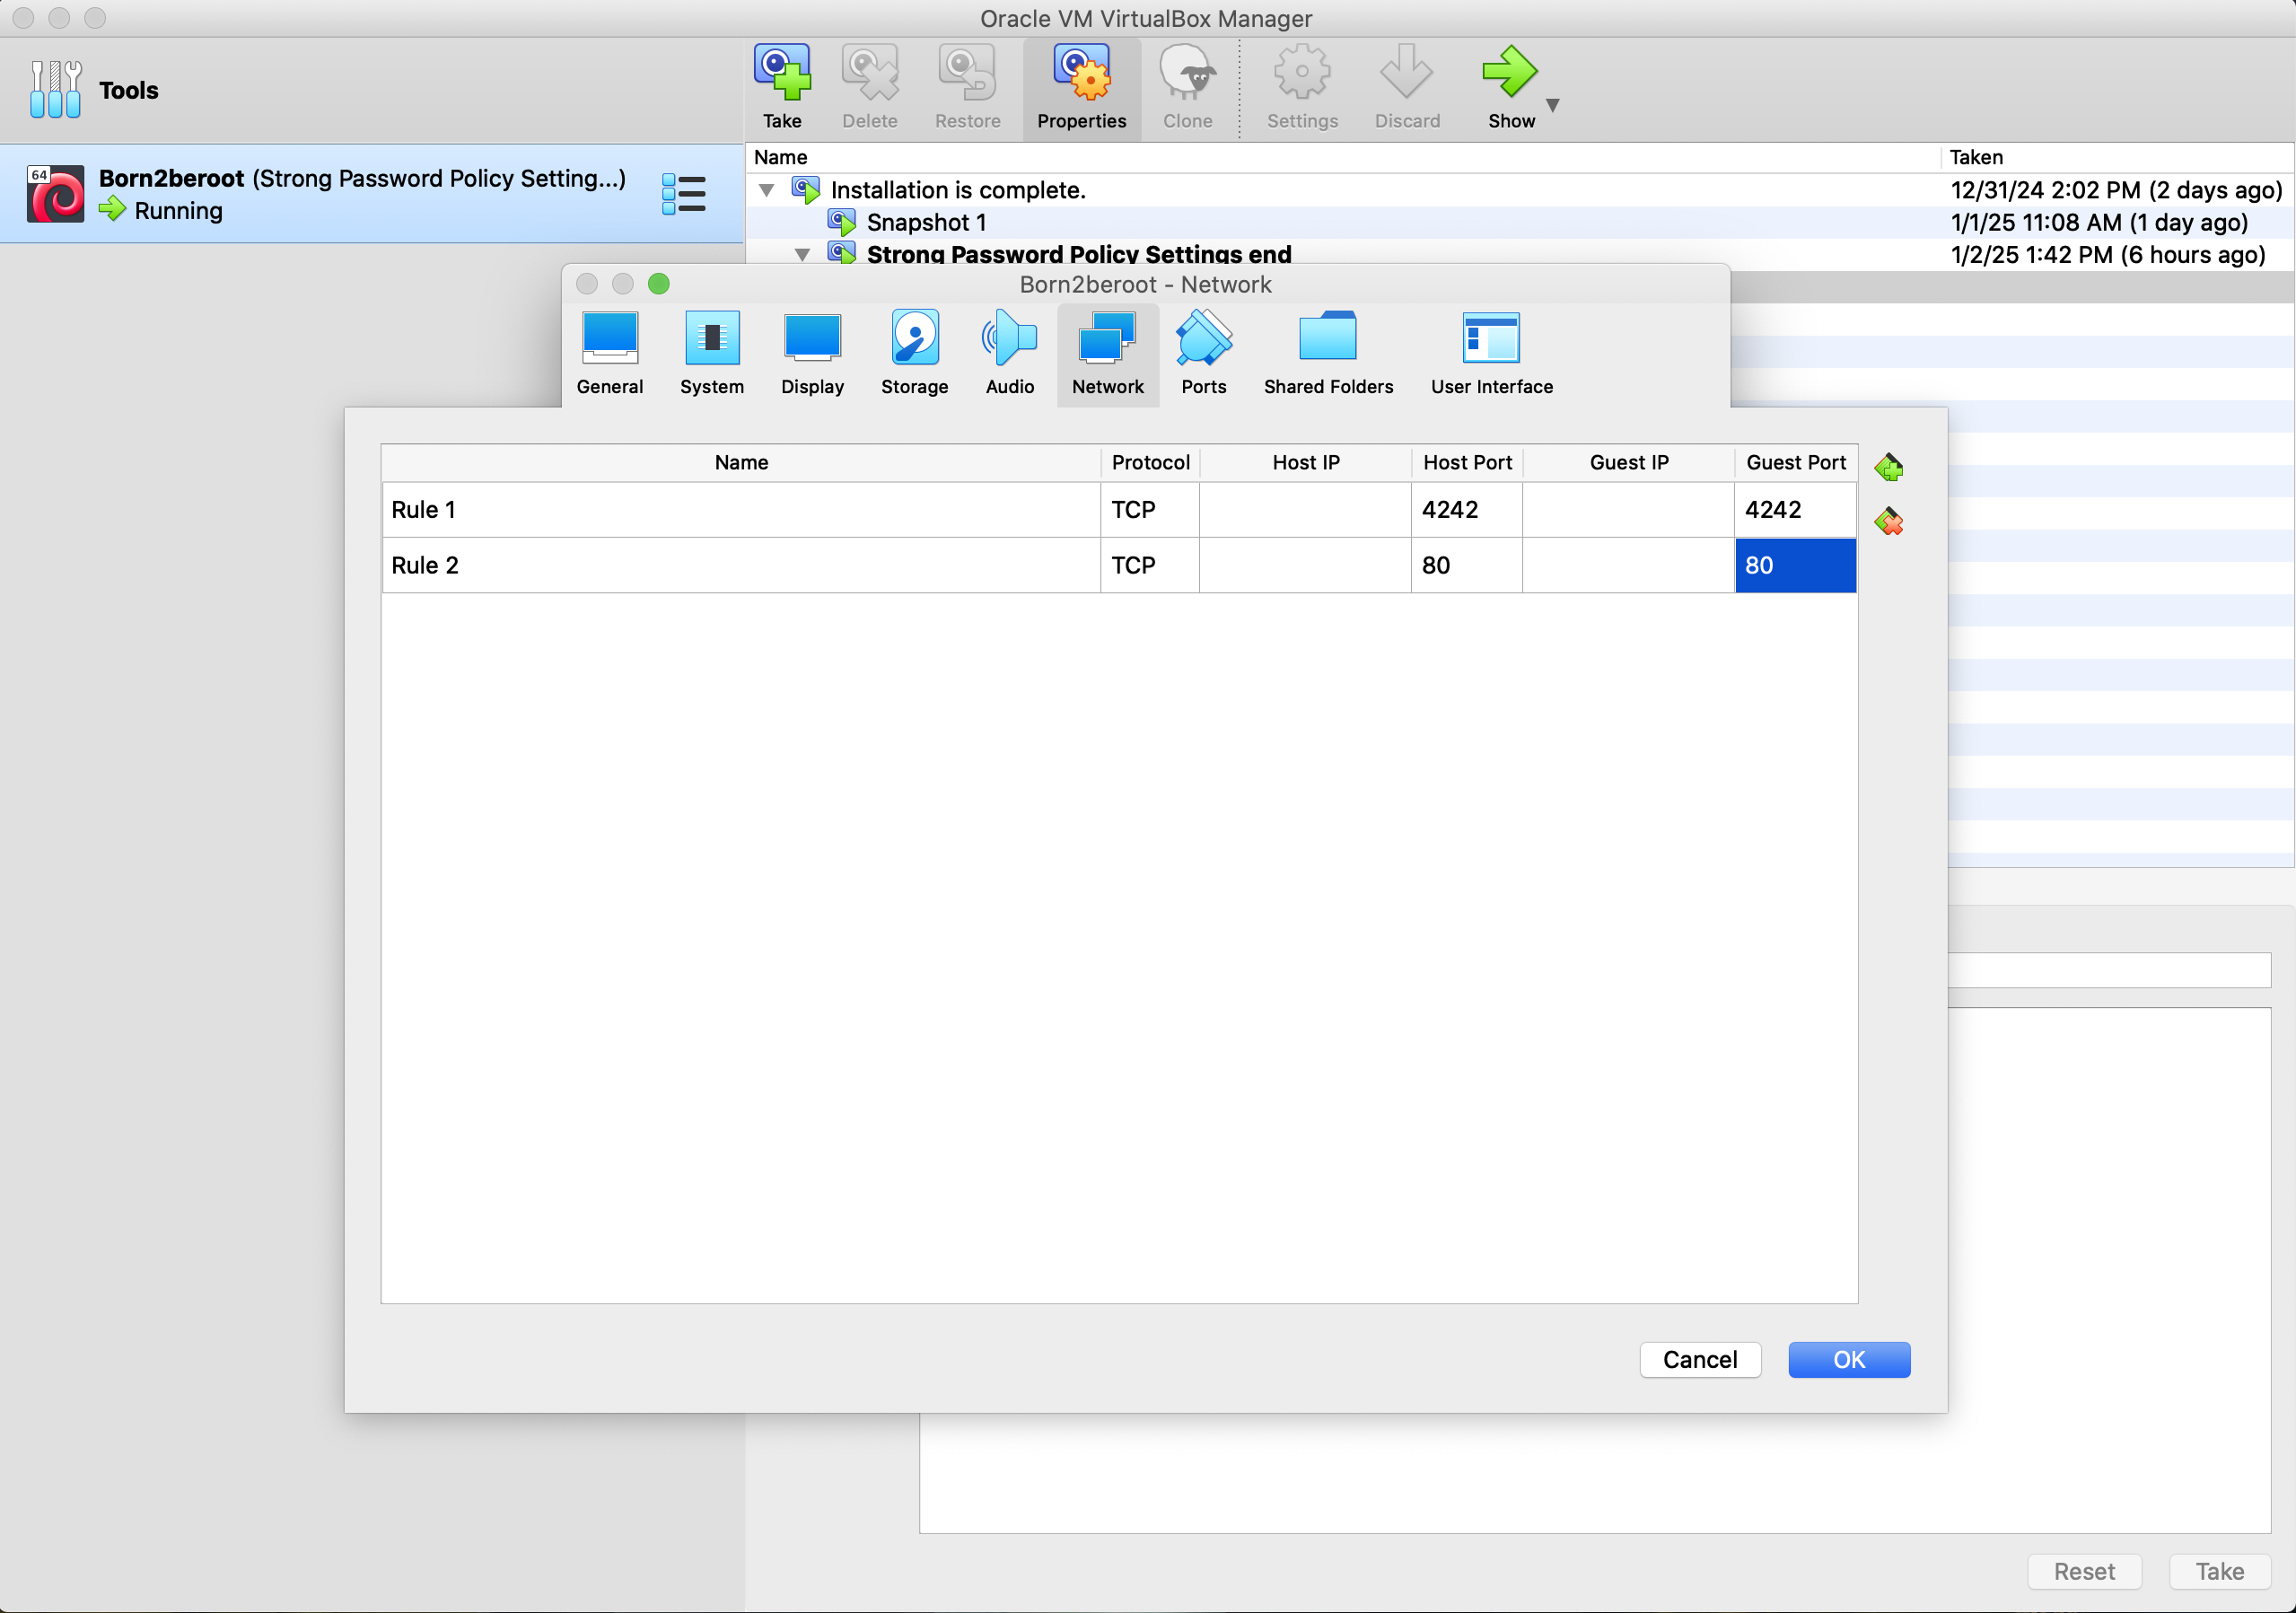 Oracle VM VirtualBox Manager
Tools
Take Delete Restore Properties Clone Settings Discard Show
64
Born2beroot (Strong Password Policy Setting...)
Running
Name Taken
Installation is complete. 12/31/24 2:02 PM (2 days ago)
Snapshot 1 1/1/25 11:08 AM (1 day ago)
Strong Password Policy Settings end 1/2/25 1:42 PM (6 hours ago)
Born2beroot - Network
General System Display Storage Audio Network Ports Shared Folders User Interface
Name Protocol Host IP Host Port Guest IP Guest Port
Rule 1 TCP 4242 4242
Rule 2 TCP 80 80
Cancel OK
Reset Take